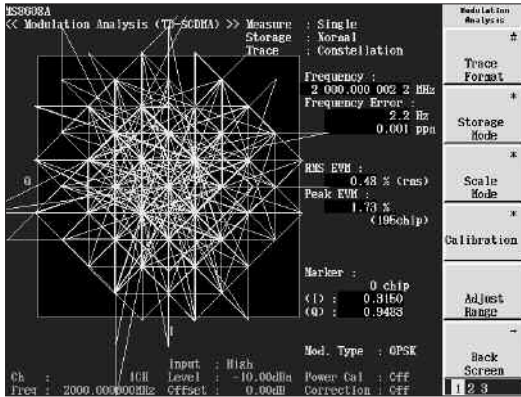 MS8608A
<< Modulation Analysis (TD-SCDMA) >> Measure : Single
Storage : Normal
Trace : Constellation
Frequency :
2 000.000 002 2 MHz
Frequency Error :
2.2 Hz
0.001 ppm
RMS EVM :
0.48 % (rms)
Peak EVM :
1.73 %
(195chip)
Q
I
Marker :
0 chip
(I) : 0.3150
(Q) : 0.9483
Mod. Type : QPSK
Input : High
Ch : 1CH Level : -10.00dBm Power Cal : Off
Freq : 2000.000000MHz Offset : 0.00dB Correction : Off
Modulation
Analysis
#
Trace
Format
*
Storage
Mode
*
Scale
Mode
*
Calibration
Adjust
Range
→
Back
Screen
1 2 3